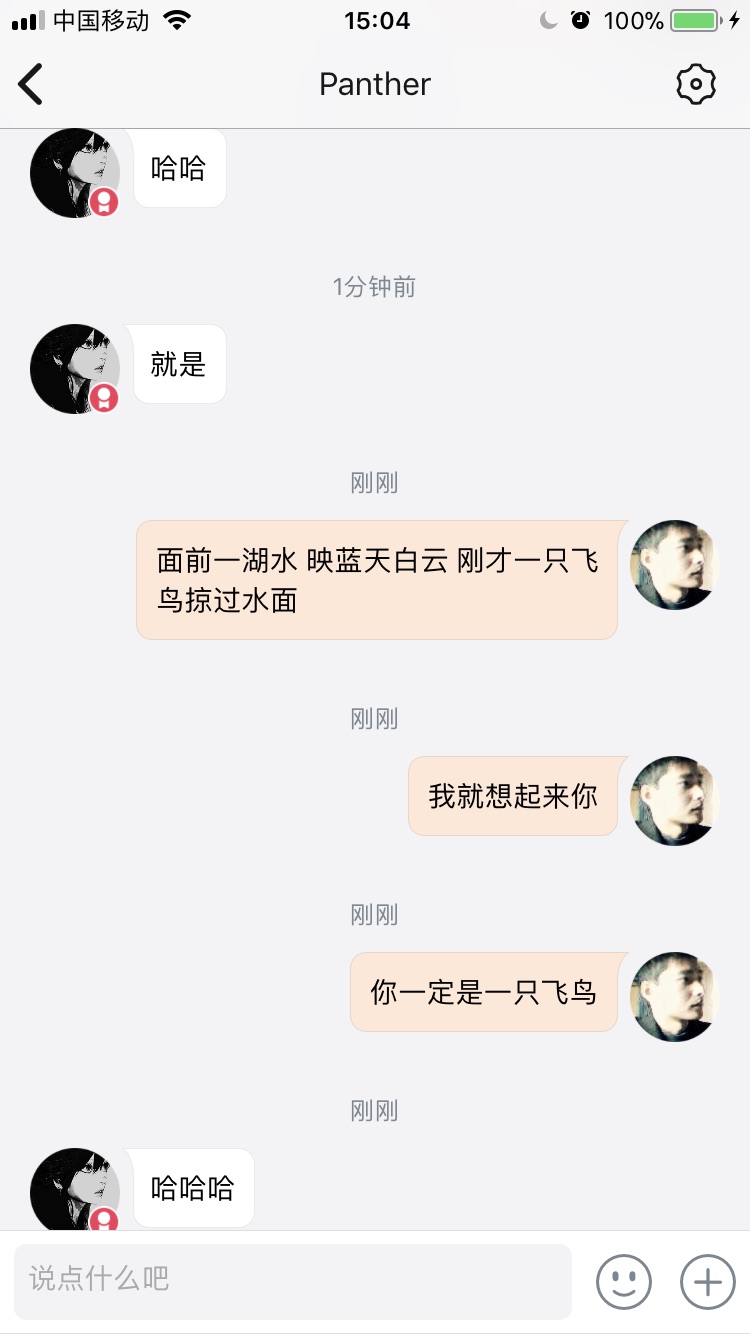 中国移动 15:04 100%
Panther
哈哈
1分钟前
就是
刚刚
面前一湖水 映蓝天白云 刚才一只飞
鸟掠过水面
刚刚
我就想起来你
刚刚
你一定是一只飞鸟
刚刚
哈哈哈
说点什么吧